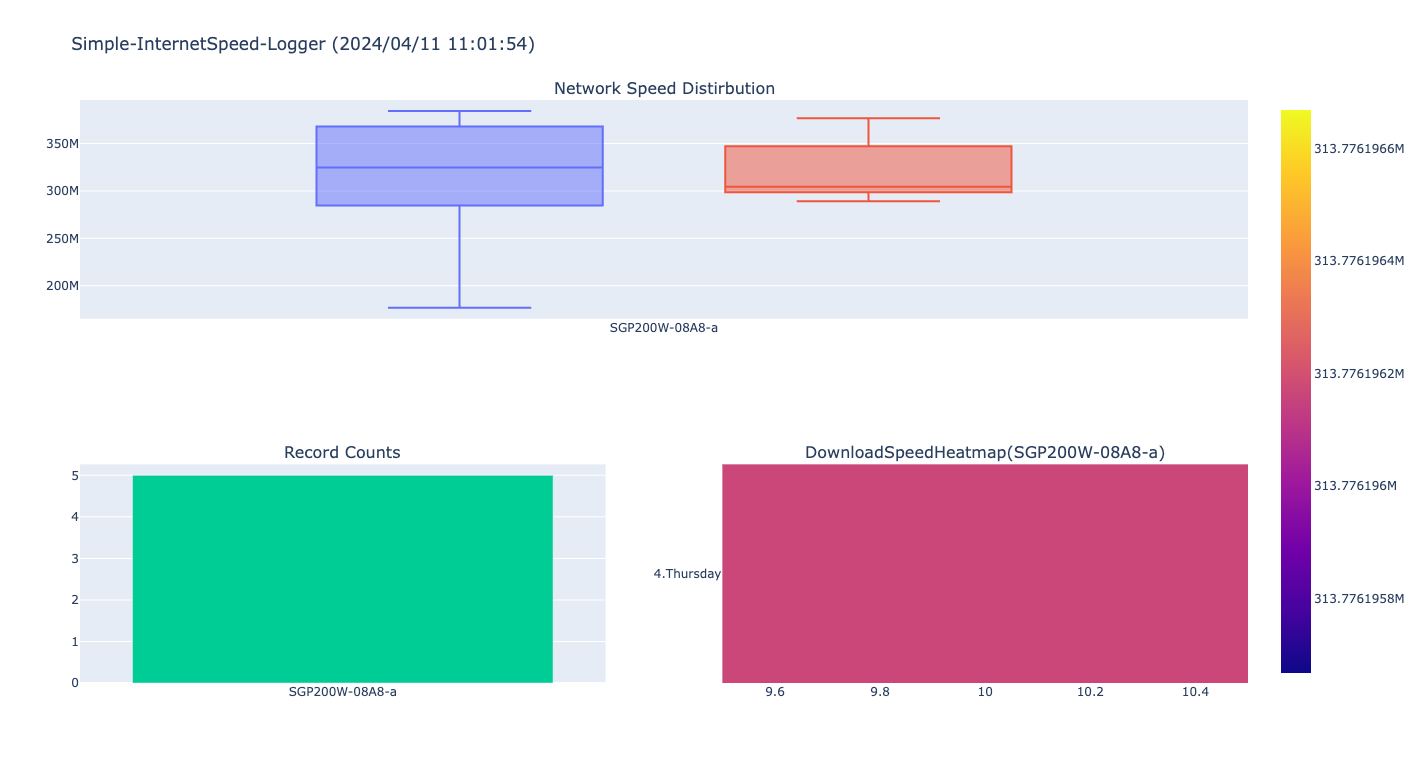 Simple-InternetSpeed-Logger (2024/04/11 11:01:54)
Network Speed Distirbution
350M
300M
250M
200M
SGP200W-08A8-a
313.7761966M
313.7761964M
313.7761962M
313.776196M
313.7761958M
Record Counts
5
4
3
2
1
0
SGP200W-08A8-a
DownloadSpeedHeatmap(SGP200W-08A8-a)
4.Thursday
9.6
9.8
10
10.2
10.4